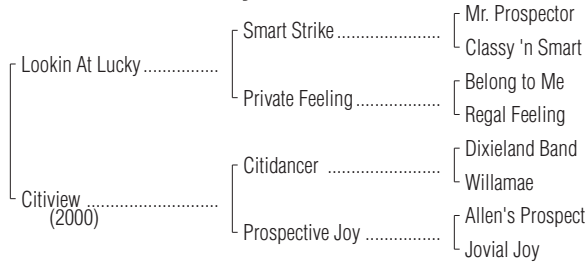 Mr. Prospector
Smart Strike ...................
Classy 'n Smart
Lookin At Lucky ...............
Belong to Me
Private Feeling ................
Regal Feeling
Dixieland Band
Citidancer ....................
Willamae
Citiview ..........................
(2000)
Allen's Prospect
Prospective Joy ...............
Jovial Joy